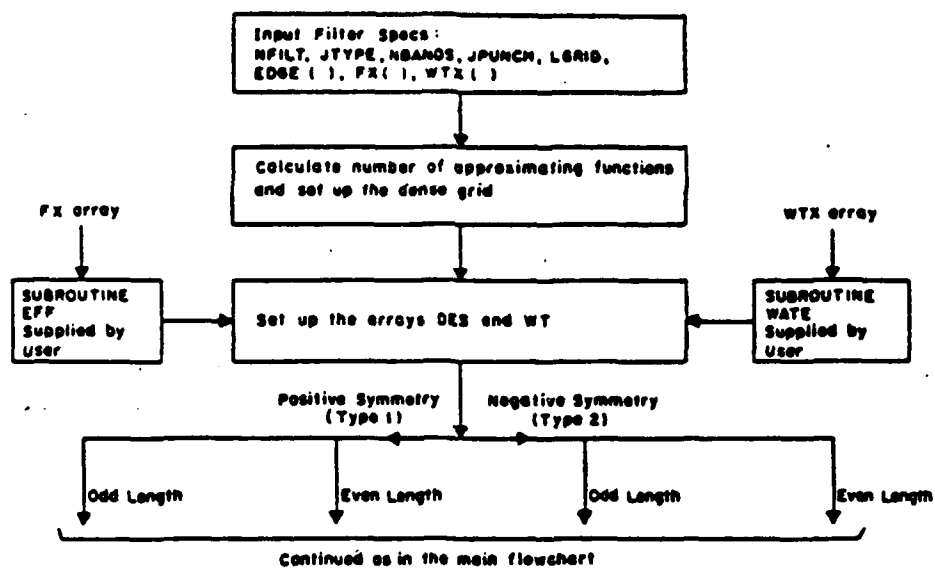 Input Filter Specs:
NFILT, JTYPE, NBANDS, JPUNCH, LGRID,
EDGE ( ), FX( ), WTX( )
Calculate number of approximating functions
and set up the dense grid
FX array
WTX array
SUBROUTINE
EFF
Supplied by
User
Set up the arrays DES and WT
SUBROUTINE
WATE
Supplied by
User
Positive Symmetry
(Type 1)
Negative Symmetry
(Type 2)
Odd Length
Even Length
Odd Length
Even Length
Continued as in the main flowchart